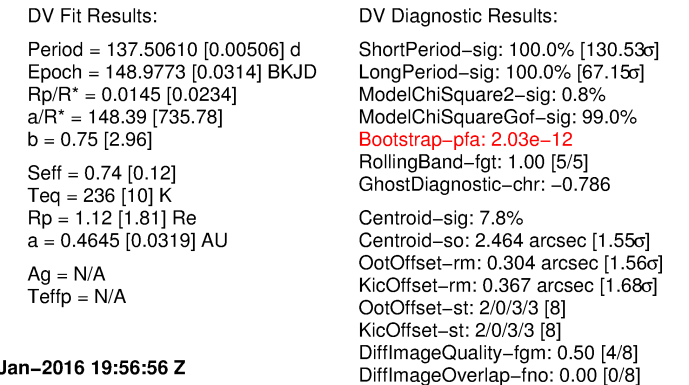 DV Fit Results:
Period = 137.50610 [0.00506] d
Epoch = 148.9773 [0.0314] BKJD
Rp/R* = 0.0145 [0.0234]
a/R* = 148.39 [735.78]
b = 0.75 [2.96]
Seff = 0.74 [0.12]
Teq = 236 [10] K
Rp = 1.12 [1.81] Re
a = 0.4645 [0.0319] AU
Ag = N/A
Teffp = N/A
Jan−2016 19:56:56 Z
DV Diagnostic Results:
ShortPeriod−sig: 100.0% [130.53σ]
LongPeriod−sig: 100.0% [67.15σ]
ModelChiSquare2−sig: 0.8%
ModelChiSquareGof−sig: 99.0%
Bootstrap−pfa: 2.03e−12
RollingBand−fgt: 1.00 [5/5]
GhostDiagnostic−chr: −0.786
Centroid−sig: 7.8%
Centroid−so: 2.464 arcsec [1.55σ]
OotOffset−rm: 0.304 arcsec [1.56σ]
KicOffset−rm: 0.367 arcsec [1.68σ]
OotOffset−st: 2/0/3/3 [8]
KicOffset−st: 2/0/3/3 [8]
DiffImageQuality−fgm: 0.50 [4/8]
DiffImageOverlap−fno: 0.00 [0/8]